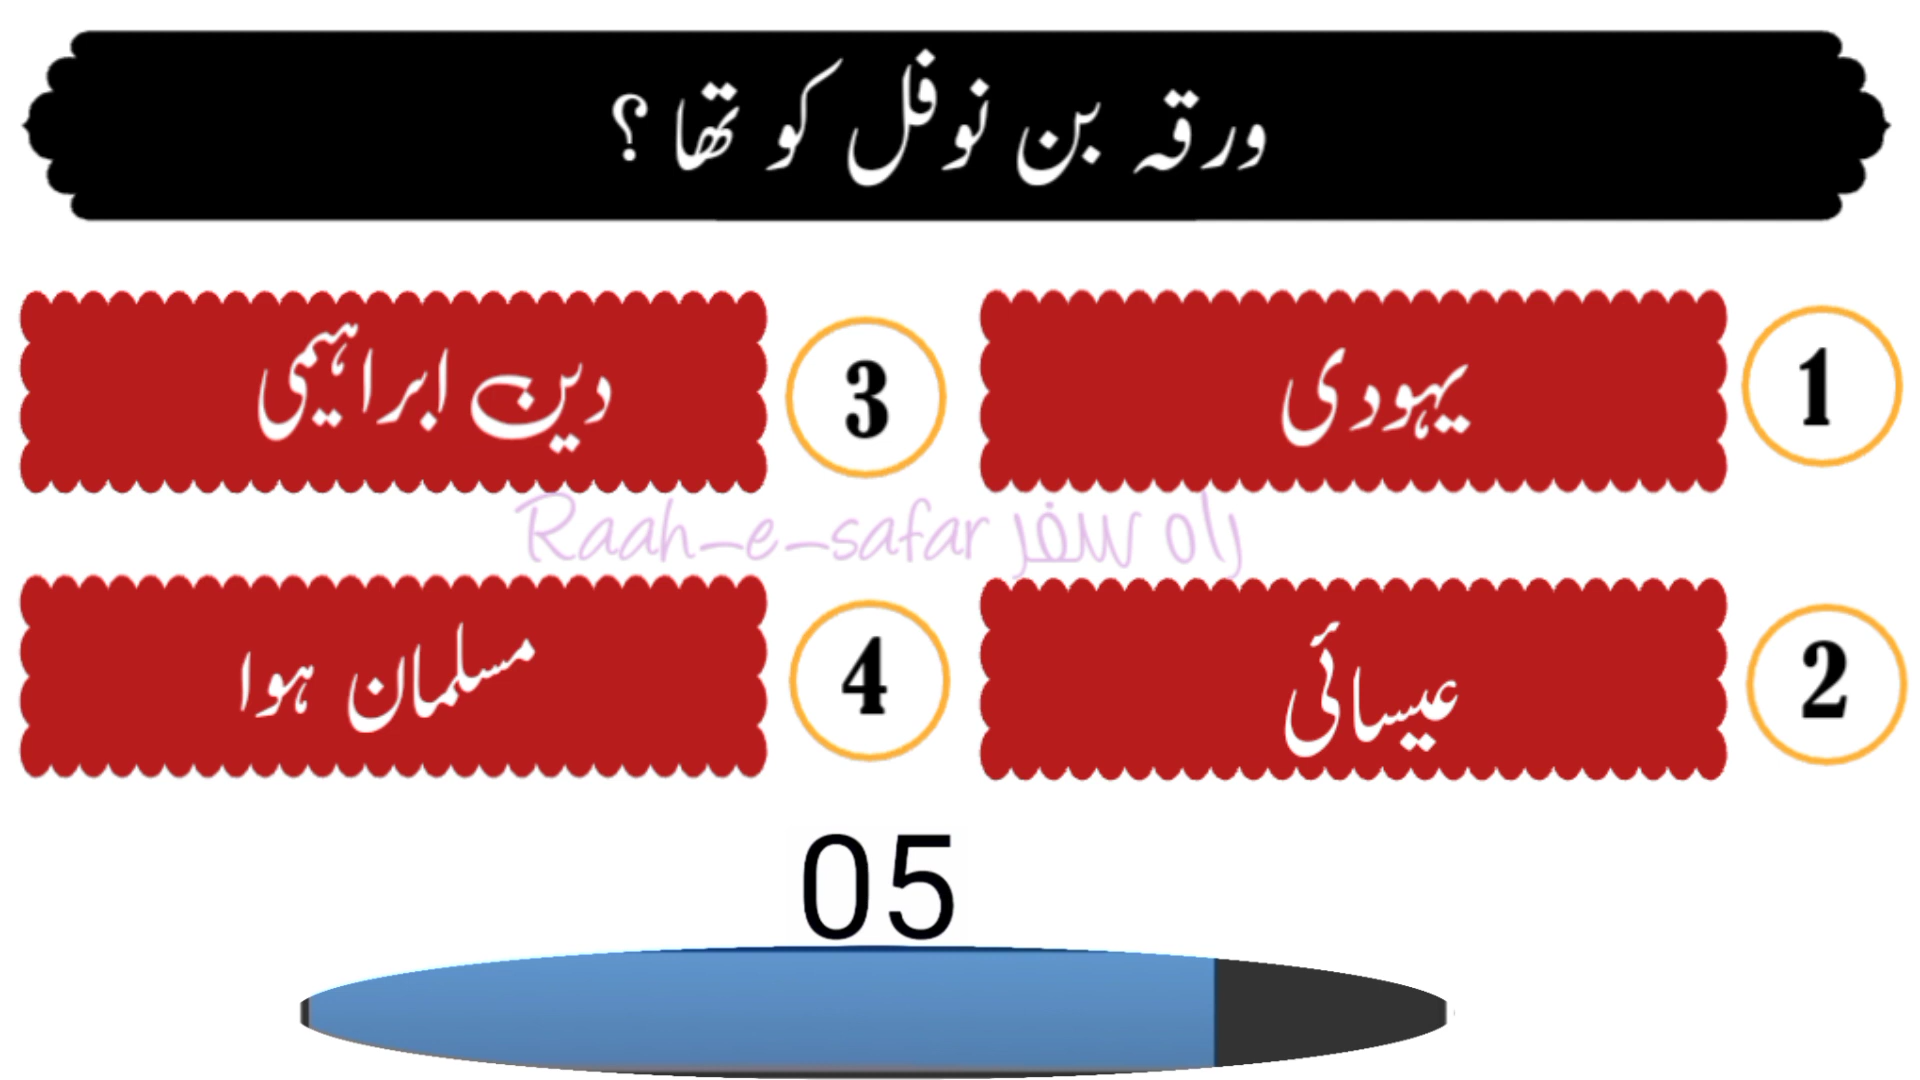 ورقہ بن نوفل کو تھا ؟
1
یہودی
3
دین ابراہیمی
Raah-e-safar راہ سفر
2
عیسائی
4
مسلمان ہوا
05